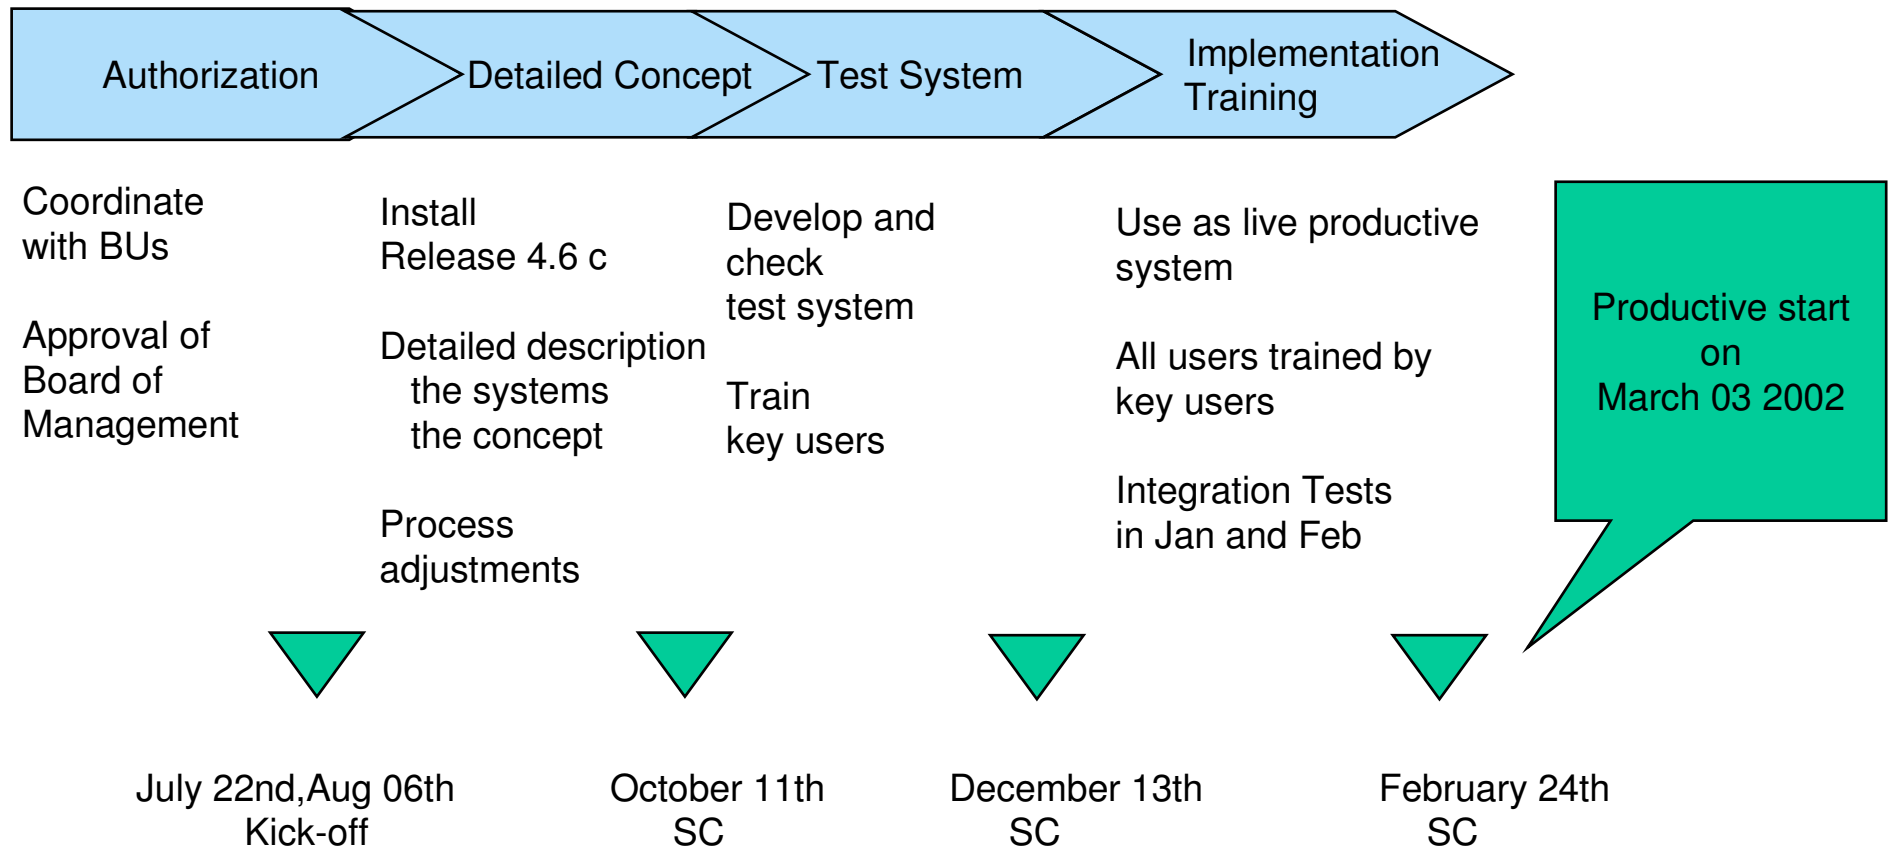 Authorization
Detailed Concept
Test System
Implementation
Training
Coordinate
with BUs
Approval of
Board of
Management
Install
Release 4.6 c
Detailed description
the systems
the concept
Process
adjustments
Develop and
check
test system
Train
key users
Use as live productive
system
All users trained by
key users
Integration Tests
in Jan and Feb
Productive start
on
March 03 2002
July 22nd,Aug 06th
Kick-off
October 11th
SC
December 13th
SC
February 24th
SC